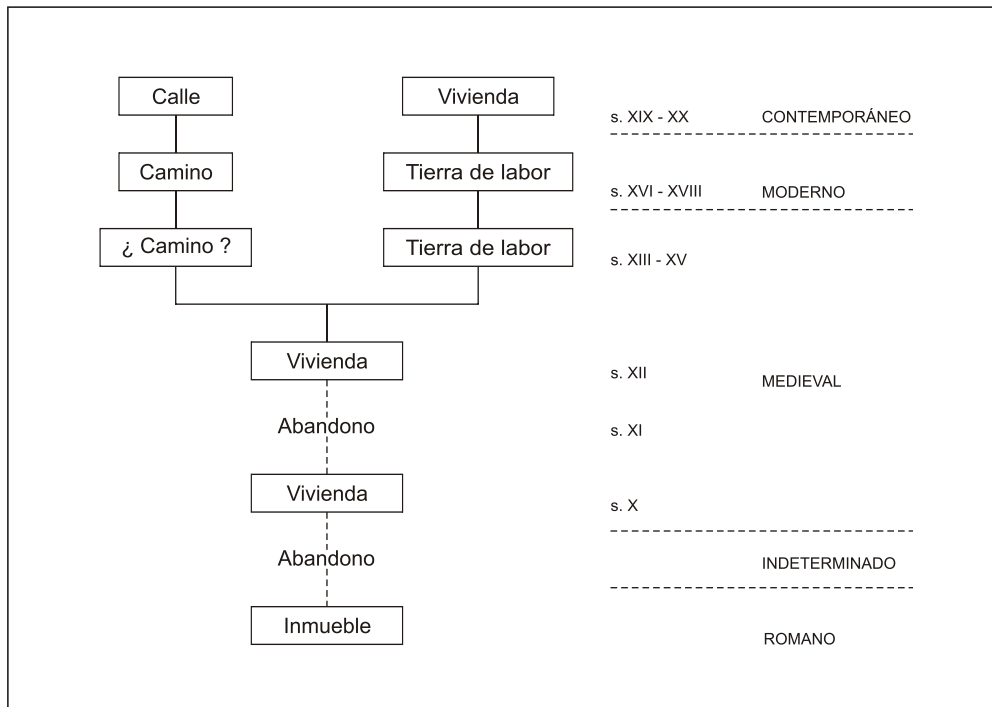 Calle
Vivienda
s. XIX - XX
CONTEMPORÁNEO
Camino
Tierra de labor
s. XVI - XVIII
MODERNO
¿ Camino ?
Tierra de labor
s. XIII - XV
Vivienda
s. XII
MEDIEVAL
Abandono
s. XI
Vivienda
s. X
Abandono
INDETERMINADO
Inmueble
ROMANO